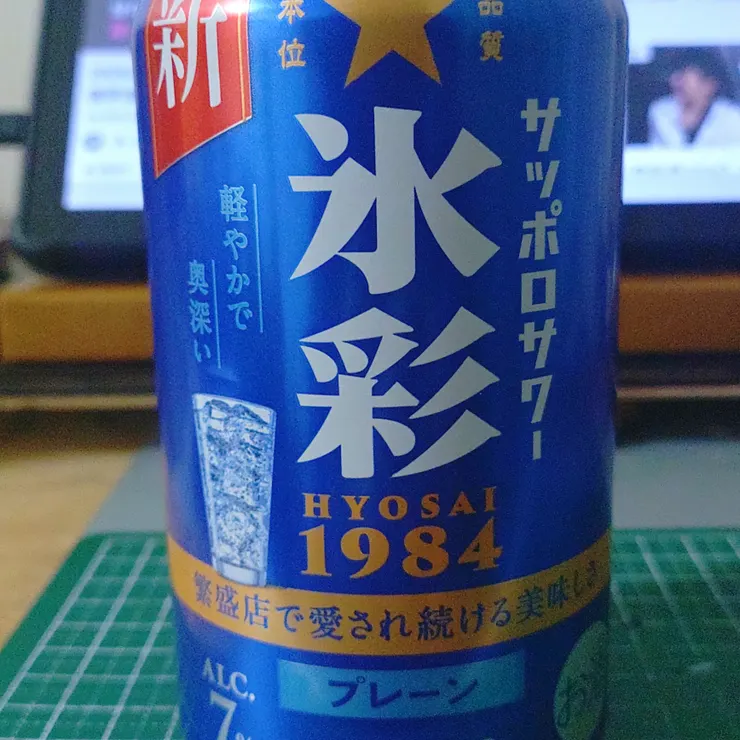 新
本位
品質
サッポロサワー
氷彩
HYOSAI
1984
軽やかで
奥深い
繁盛店で愛され続ける美味しさ
ALC.
7%
プレーン
お